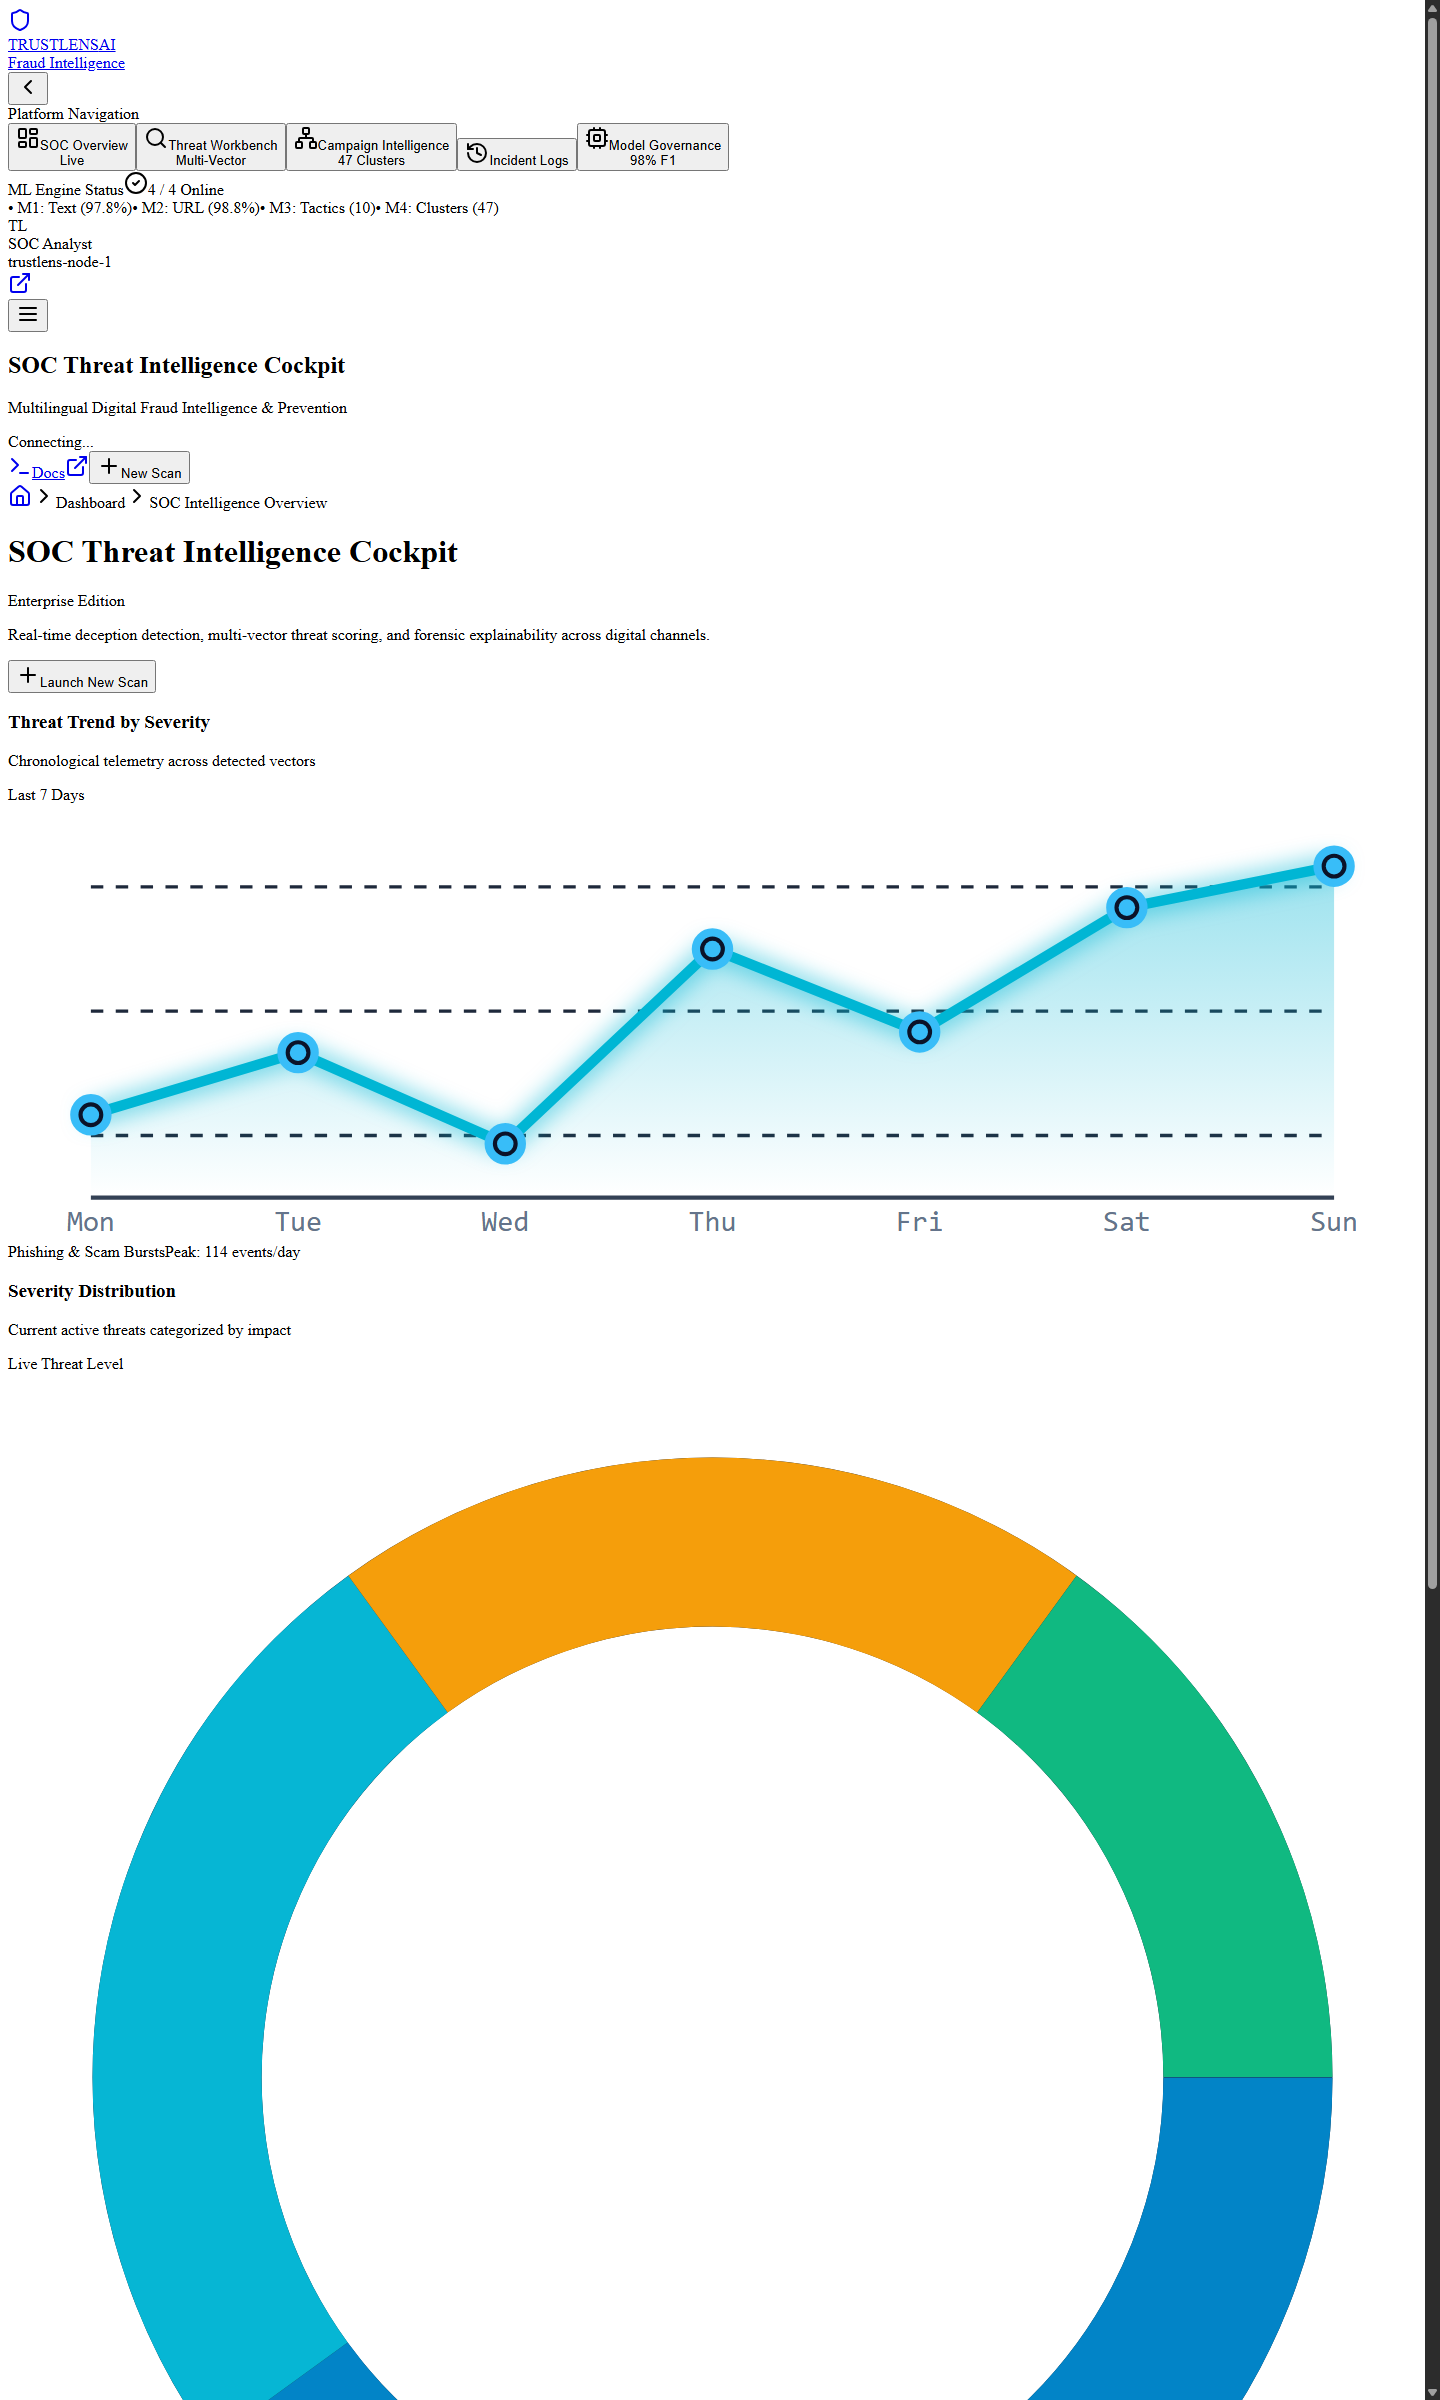 TRUSTLENSAI
Fraud Intelligence
Platform Navigation
SOC Overview
Live
Threat Workbench
Multi-Vector
Campaign Intelligence
47 Clusters
Incident Logs
Model Governance
98% F1
ML Engine Status 4 / 4 Online
• M1: Text (97.8%)• M2: URL (98.8%)• M3: Tactics (10)• M4: Clusters (47)
TL
SOC Analyst
trustlens-node-1
SOC Threat Intelligence Cockpit
Multilingual Digital Fraud Intelligence & Prevention
Connecting...
Docs New Scan
Dashboard SOC Intelligence Overview
SOC Threat Intelligence Cockpit
Enterprise Edition
Real-time deception detection, multi-vector threat scoring, and forensic explainability across digital channels.
Launch New Scan
Threat Trend by Severity
Chronological telemetry across detected vectors
Last 7 Days
Mon Tue Wed Thu Fri Sat Sun
Phishing & Scam BurstsPeak: 114 events/day
Severity Distribution
Current active threats categorized by impact
Live Threat Level